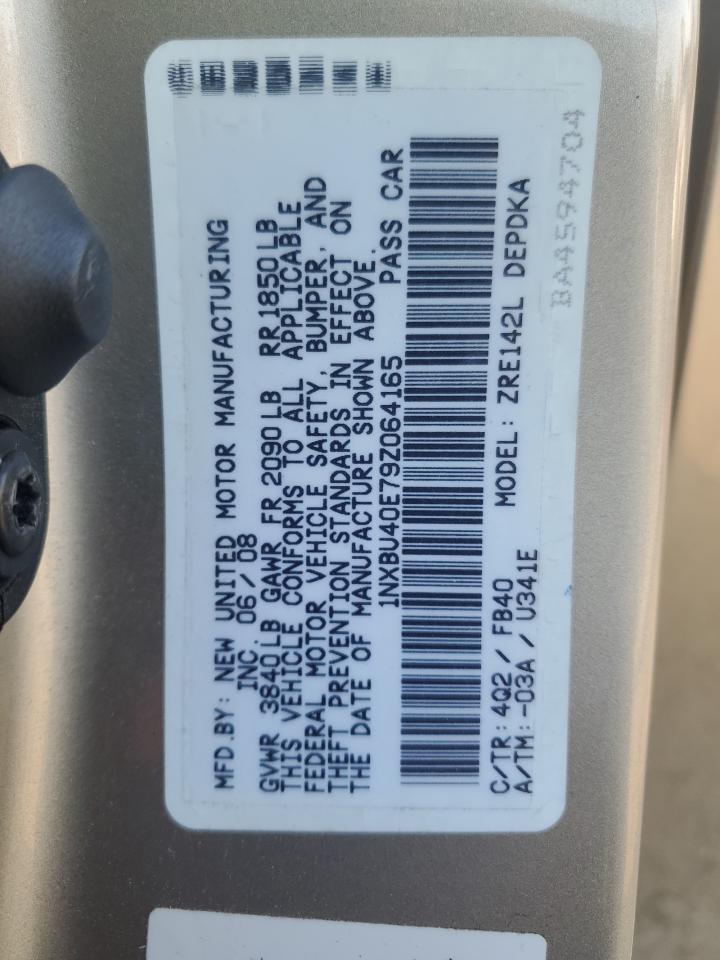 MFD.BY: NEW UNITED MOTOR MANUFACTURING
INC. 06/08
GVWR 3840LB GAWR FR 2090LB RR 1850LB
THIS VEHICLE CONFORMS TO ALL APPLICABLE
FEDERAL MOTOR VEHICLE SAFETY, BUMPER, AND
THEFT PREVENTION STANDARDS IN EFFECT ON
THE DATE OF MANUFACTURE SHOWN ABOVE.
1NXBU40E79Z064165 PASS CAR
C/TR: 4Q2 / FB40 MODEL: ZRE142L DEPDKA
A/TM: -03A / U341E
BA4594704